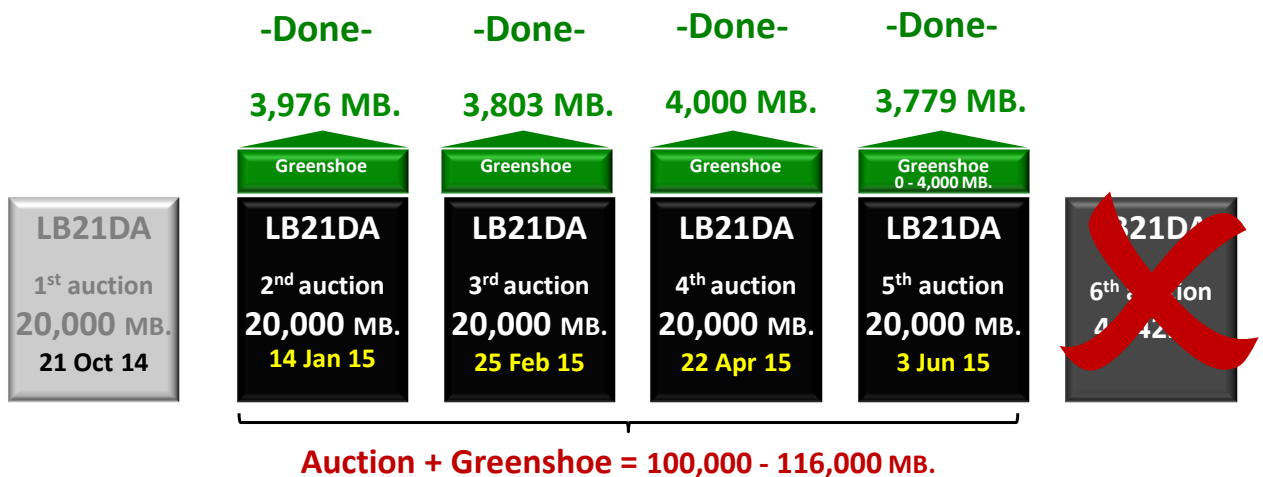 -Done- -Done- -Done- -Done-
3,976 MB. 3,803 MB. 4,000 MB. 3,779 MB.
Greenshoe Greenshoe Greenshoe Greenshoe
0 - 4,000 MB.
LB21DA LB21DA LB21DA LB21DA LB21DA
1st auction 2nd auction 3rd auction 4th auction 5th auction 6th
20,000 MB. 20,000 MB. 20,000 MB. 20,000 MB. 20,000 MB.
21 Oct 14 14 Jan 15 25 Feb 15 22 Apr 15 3 Jun 15
Auction + Greenshoe = 100,000 - 116,000 MB.